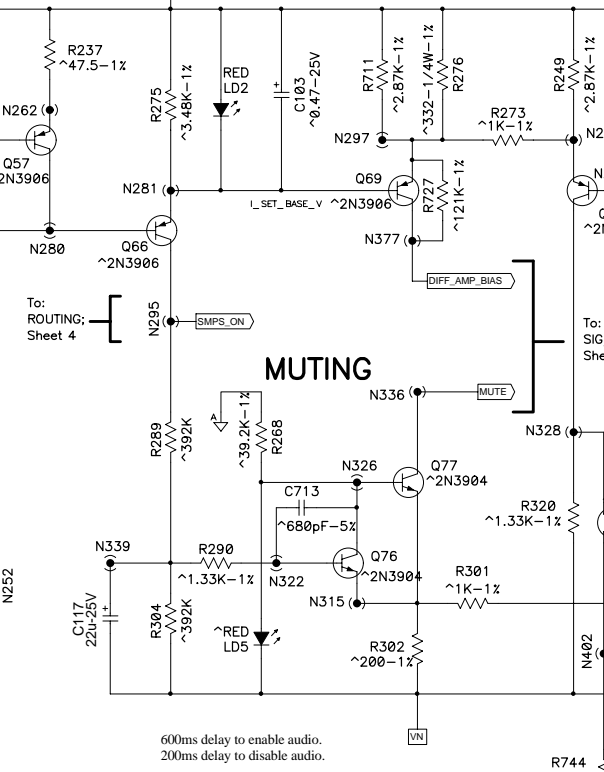 R237
^47.5-1%
N262
Q57
2N3906
N280
R275
^3.48K-1%
RED
LD2
C103
^0.47-25V
+
R711
^2.87K-1%
^332-1/4W-1%
R276
R249
^2.87K-1%
N297
R273
^1K-1%
N2
N281
I_SET_BASE_V
Q69
^2N3906
R727
^121K-1%
N
Q
^2N
Q66
^2N3906
N377
DIFF_AMP_BIAS
To:
ROUTING;
Sheet 4
N295
SMPS_ON
To:
SIG
She
MUTING
N336
MUTE
A
^39.2K-1%
R268
R289
^392K
N328
N326
Q77
^2N3904
C713
^680pF-5%
R320
^1.33K-1%
N339
R290
^1.33K-1%
N322
Q76
^2N3904
N252
C117
22u-25V
+
R304
^392K
^RED
LD5
N315
R301
^1K-1%
R302
^200-1%
N402
VN
600ms delay to enable audio.
200ms delay to disable audio.
R744